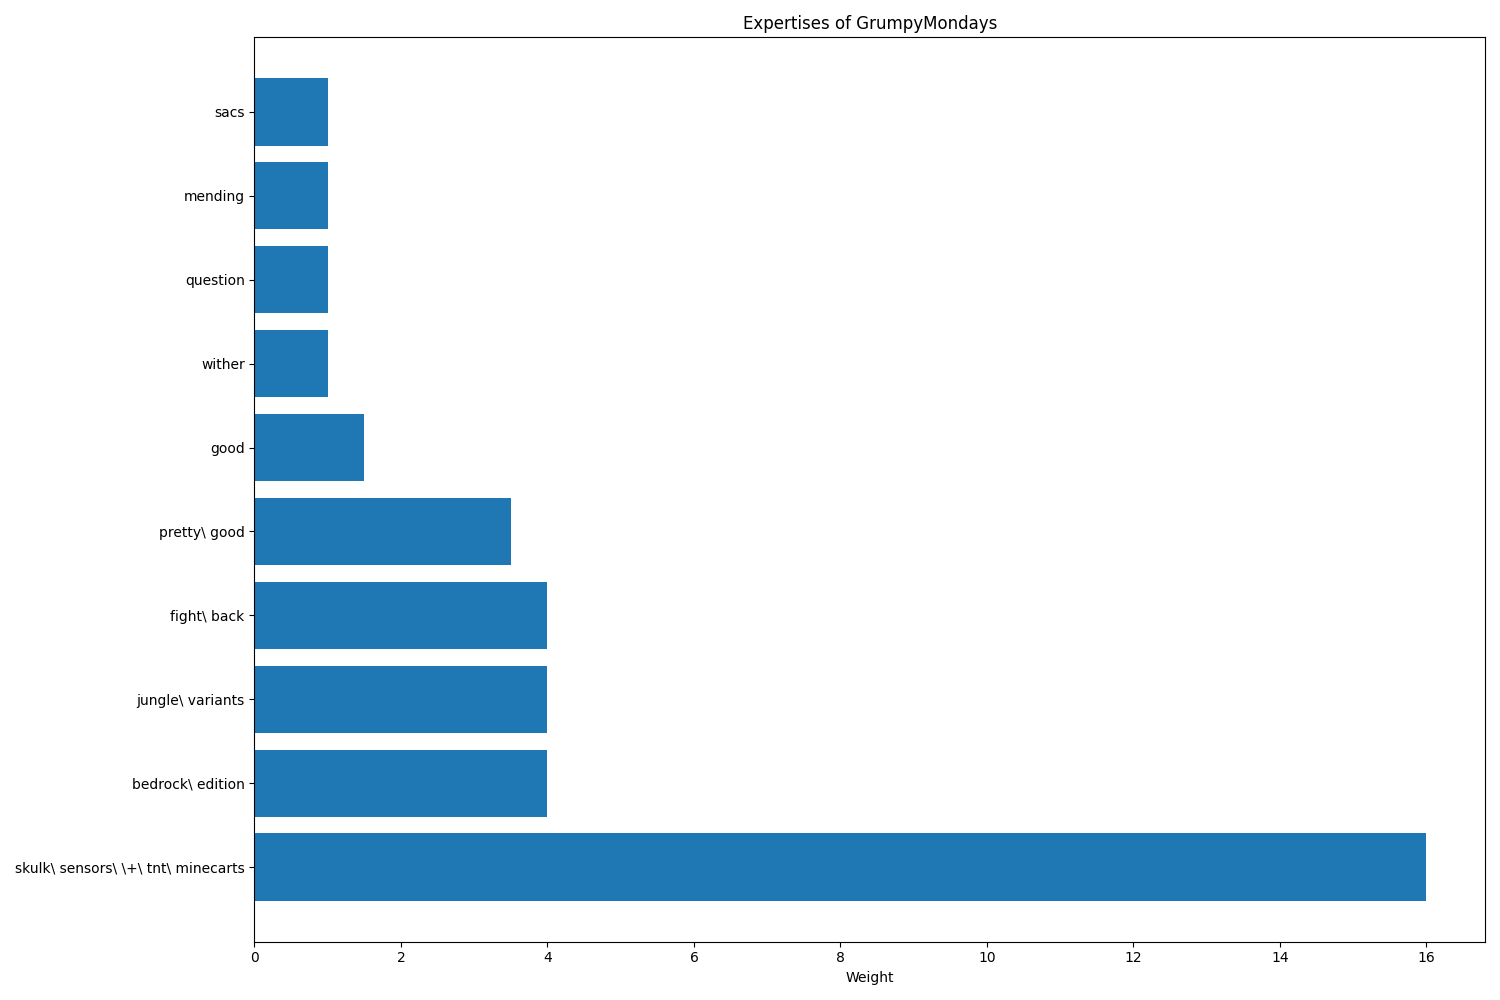 Expertises of GrumpyMondays
sacs
mending
question
wither
good
pretty\ good
fight\ back
jungle\ variants
bedrock\ edition
skulk\ sensors\ \+\ tnt\ minecarts
0 2 4 6 8 10 12 14 16
Weight